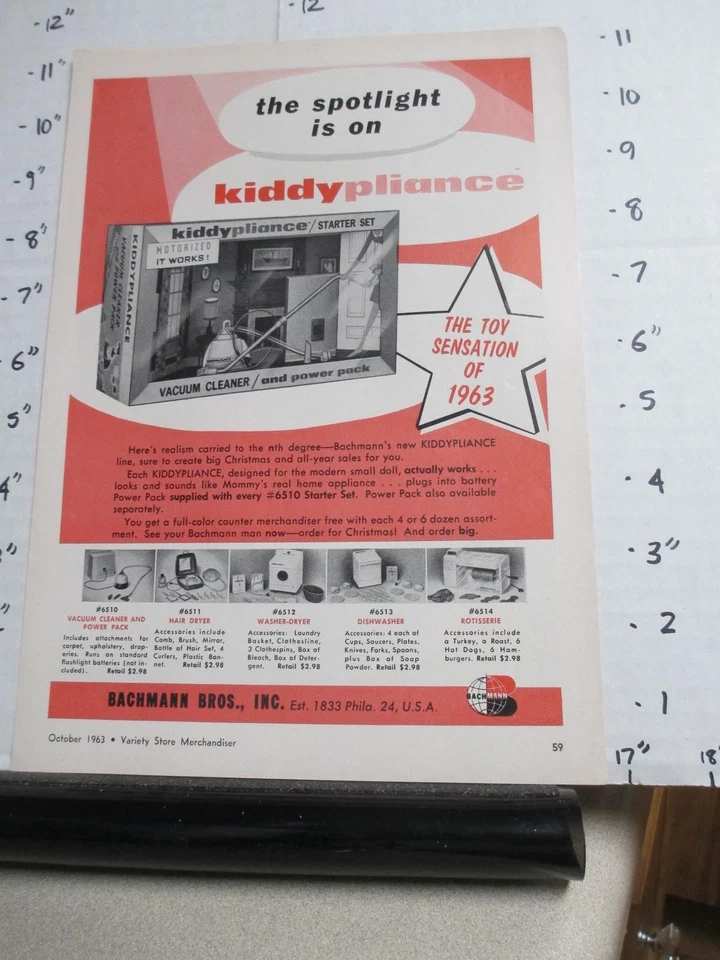 the spotlight
is on
kiddypliance
kiddypliance / STARTER SET
MOTORIZED
IT WORKS!
KIDDYPLIANCE
VACUUM CLEANER
and POWER PACK
VACUUM CLEANER / and power pack
THE TOY
SENSATION
OF
1963
Here's realism carried to the nth degree—Bachmann's new KIDDYPLIANCE
line, sure to create big Christmas and all-year sales for you.
Each KIDDYPLIANCE, designed for the modern small doll, actually works . . .
looks and sounds like Mommy's real home appliance . . . plugs into battery
Power Pack supplied with every #6510 Starter Set. Power Pack also available
separately.
You get a full-color counter merchandiser free with each 4 or 6 dozen assort-
ment. See your Bachmann man now—order for Christmas! And order big.
#6510
VACUUM CLEANER AND
POWER PACK
Includes attachments for
carpet, upholstery, drap-
eries. Runs on standard
flashlight batteries (not in-
cluded). Retail $2.98
#6511
HAIR DRYER
Accessories include
Comb, Brush, Mirror,
Bottle of Hair Set, 4
Curlers, Plastic Bon-
net. Retail $2.98
#6512
WASHER-DRYER
Accessories: Laundry
Basket, Clothesline,
3 Clothespins, Box of
Bleach, Box of Deter-
gent. Retail $2.98
#6513
DISHWASHER
Accessories: 4 each of
Cups, Saucers, Plates,
Knives, Forks, Spoons,
plus Box of Soap
Powder. Retail $2.98
#6514
ROTISSERIE
Accessories include
a Turkey, a Roast, 6
Hot Dogs, 6 Ham-
burgers. Retail $2.98
BACHMANN BROS., INC. Est. 1833 Phila. 24, U.S.A.
BACHMANN
October 1963 • Variety Store Merchandiser
59
-12"
-11"
-10"
-9"
-8"
-7"
-6"
5"
4"
-12
-11
-10
-9
-8
-7
-6"
-5
-4
-3"
-2
-1
17"
18